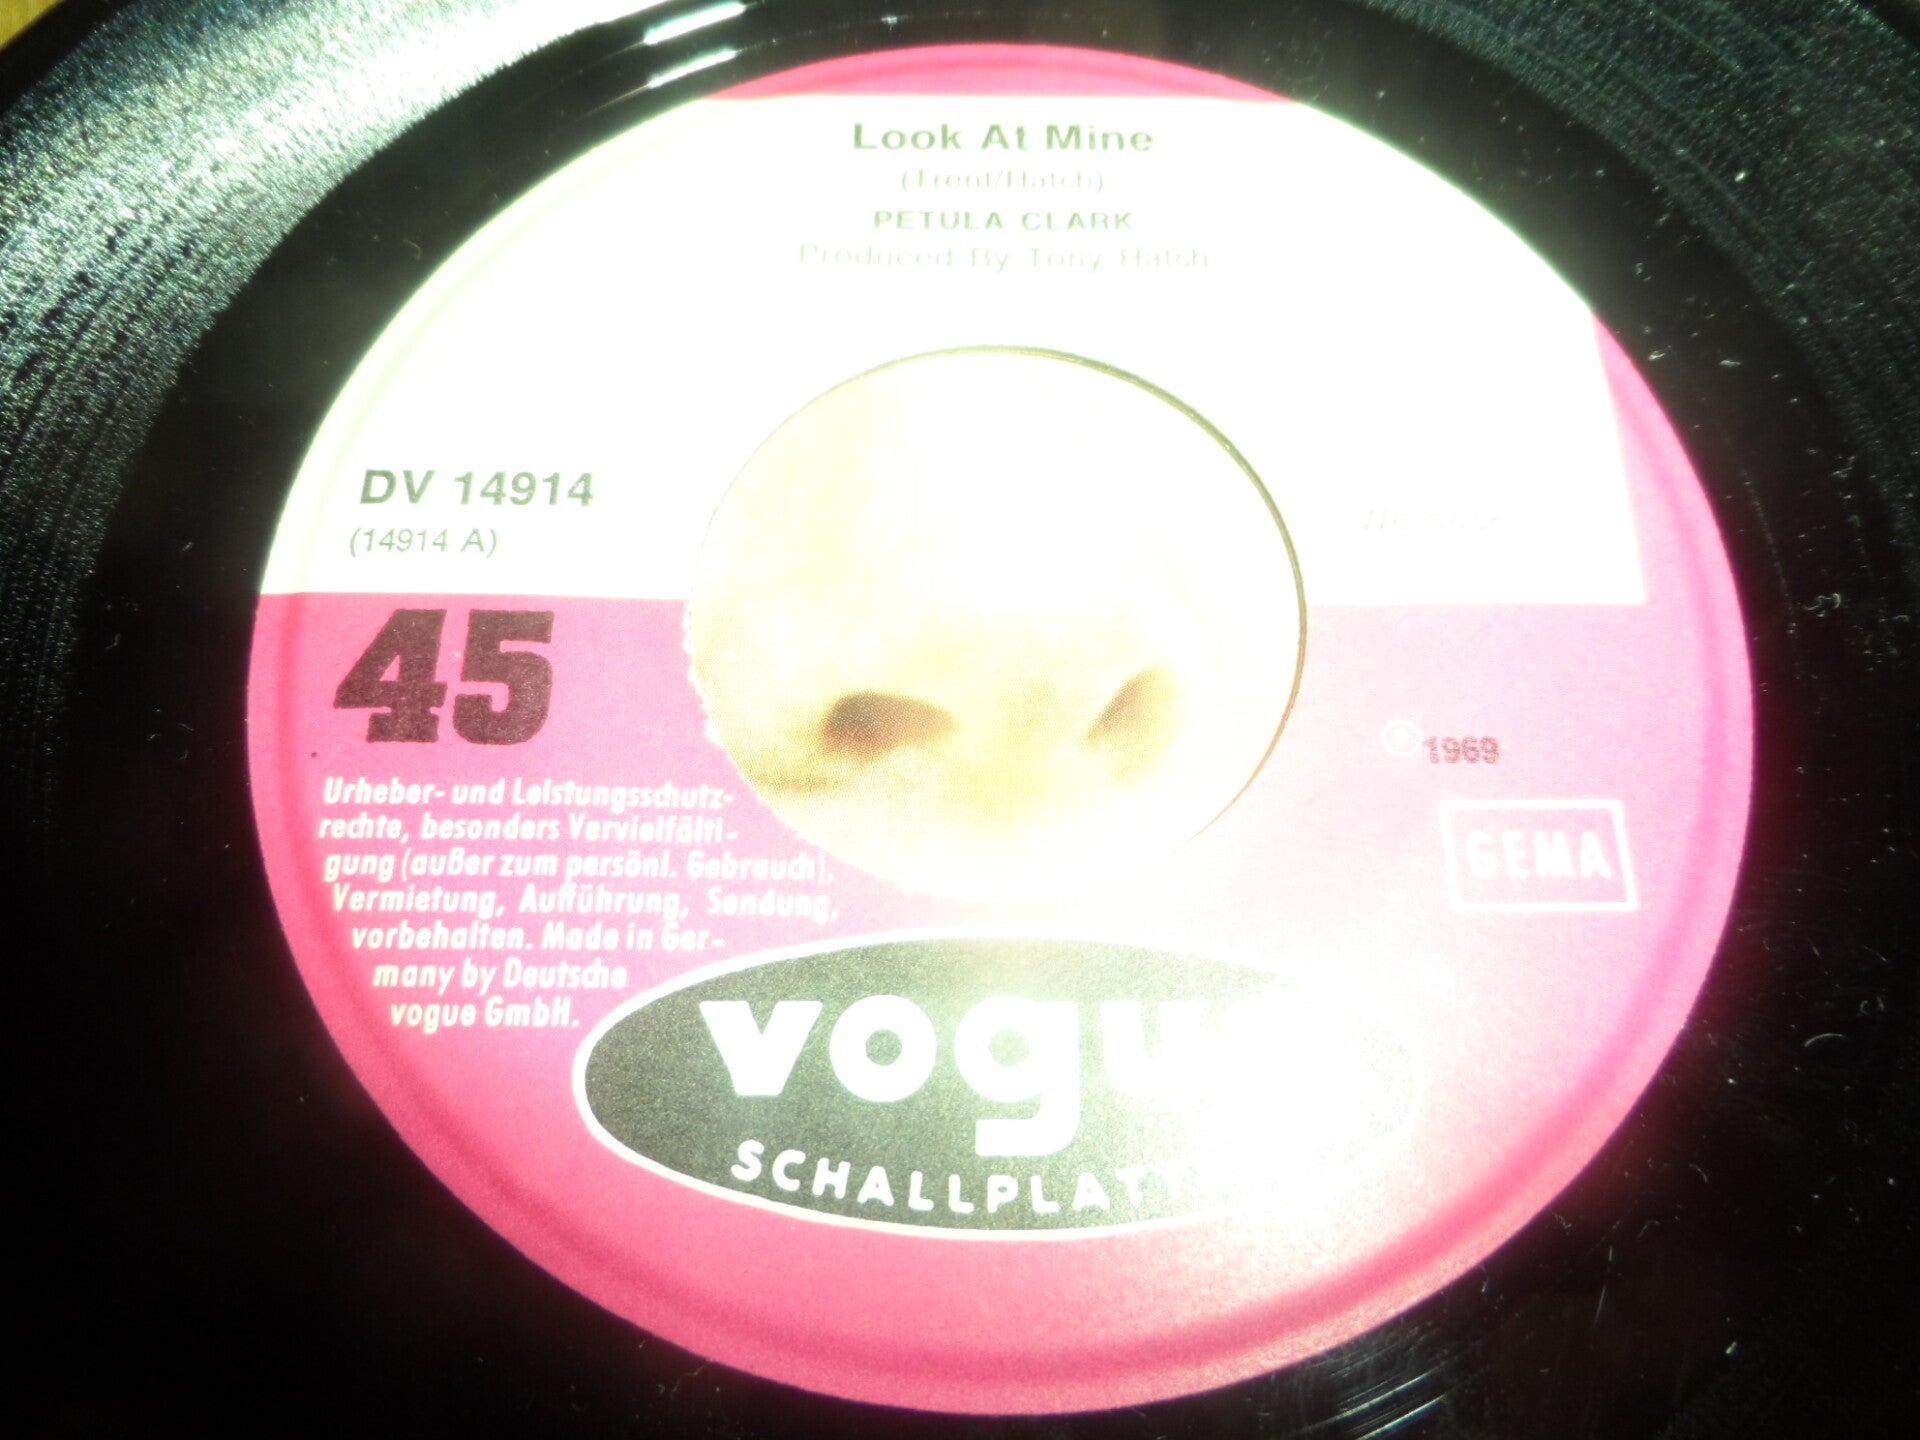 Look At Mine
(Trent/Hatch)
PETULA CLARK
Produced By Tony Hatch
DV 14914
(14914 A)
45
℗ 1969
GEMA
Urheber- und Leistungsschutz-
rechte, besonders Vervielfälti-
gung (außer zum persönl. Gebrauch),
Vermietung, Aufführung, Sendung,
vorbehalten. Made in Ger-
many by Deutsche
vogue GmbH.
vogu
SCHALLPLATT